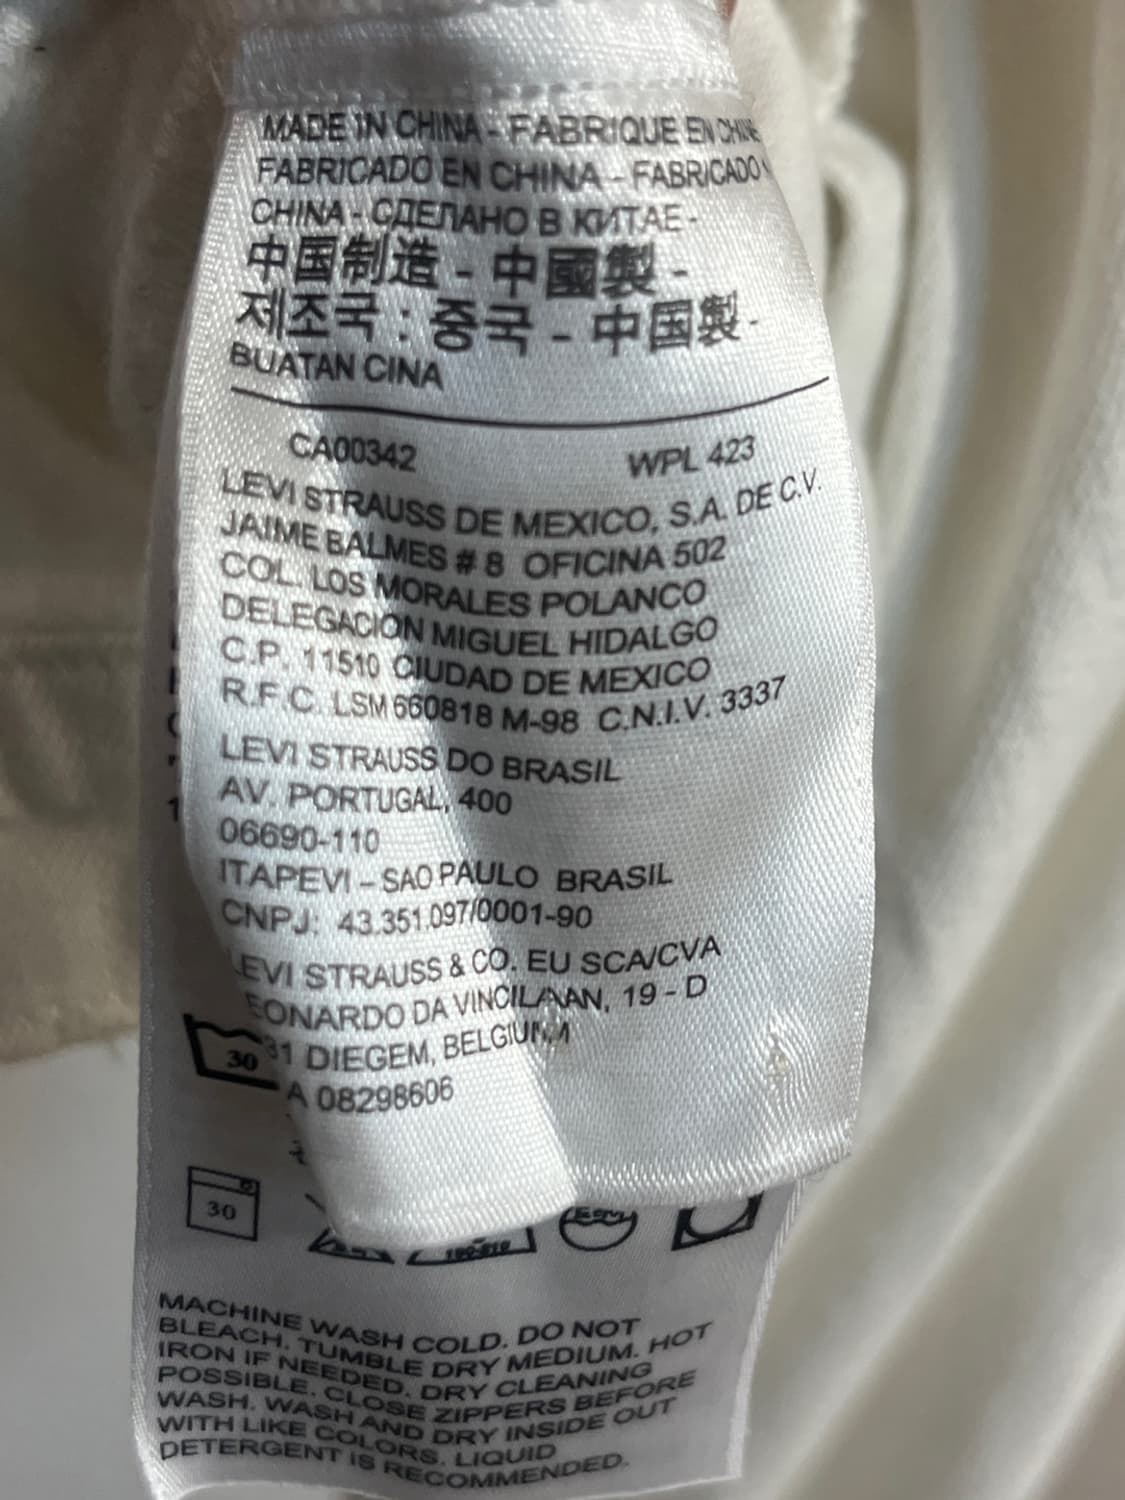 MADE IN CHINA - FABRIQUE EN CHINE
FABRICADO EN CHINA - FABRICADO
CHINA - СДЕЛАНО В КИТАЕ -
中国制造 - 中國製 -
제조국 : 중국 - 中国製 -
BUATAN CINA
CA00342 WPL 423
LEVI STRAUSS DE MEXICO, S.A. DE C.V.
JAIME BALMES # 8 OFICINA 502
COL. LOS MORALES POLANCO
DELEGACION MIGUEL HIDALGO
C.P. 11510 CIUDAD DE MEXICO
R.F.C. LSM 660818 M-98 C.N.I.V. 3337
LEVI STRAUSS DO BRASIL
AV. PORTUGAL, 400
06690-110
ITAPEVI – SAO PAULO BRASIL
CNPJ: 43.351.097/0001-90
LEVI STRAUSS & CO. EU SCA/CVA
EONARDO DA VINCILAAN, 19 - D
31 DIEGEM, BELGIUM
A 08298606
30
30
MACHINE WASH COLD. DO NOT
BLEACH. TUMBLE DRY MEDIUM. HOT
IRON IF NEEDED. DRY CLEANING
POSSIBLE. CLOSE ZIPPERS BEFORE
WASH. WASH AND DRY INSIDE OUT
WITH LIKE COLORS. LIQUID
DETERGENT IS RECOMMENDED.